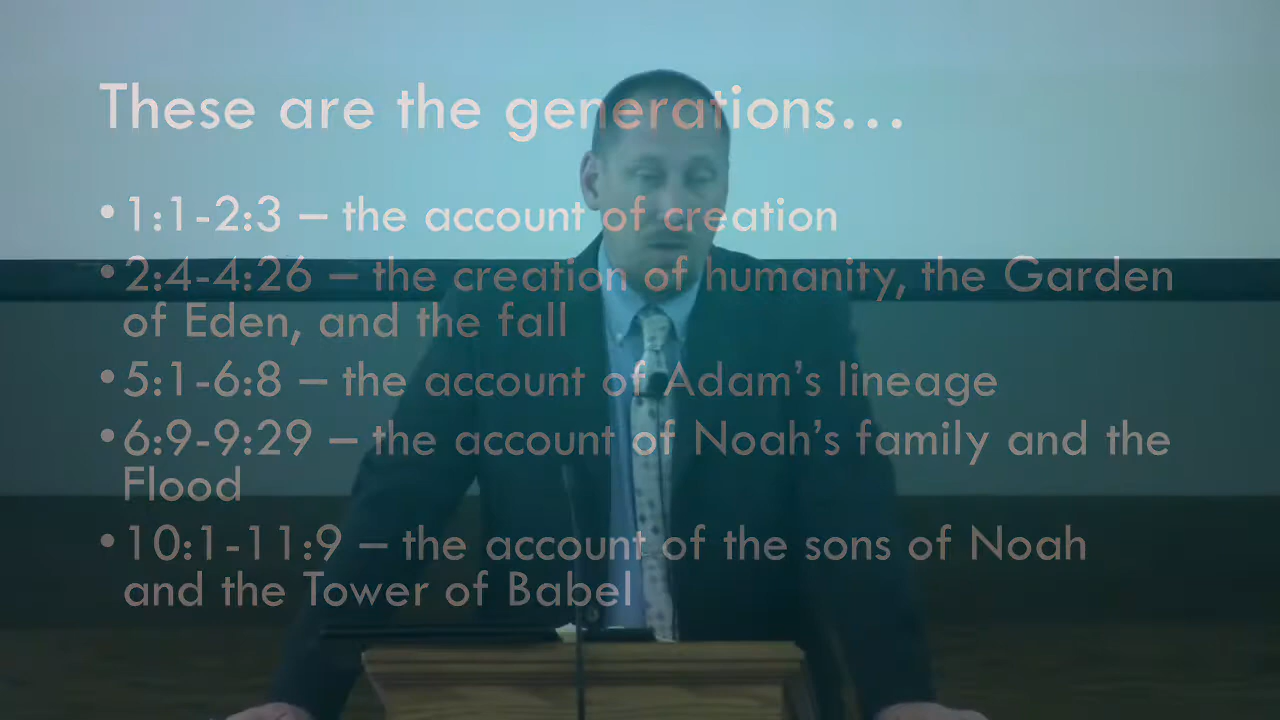 These are the generations…
• 1:1-2:3 – the account of creation
• 2:4-4:26 – the creation of humanity, the Garden
of Eden, and the fall
• 5:1-6:8 – the account of Adam’s lineage
• 6:9-9:29 – the account of Noah’s family and the
Flood
• 10:1-11:9 – the account of the sons of Noah
and the Tower of Babel